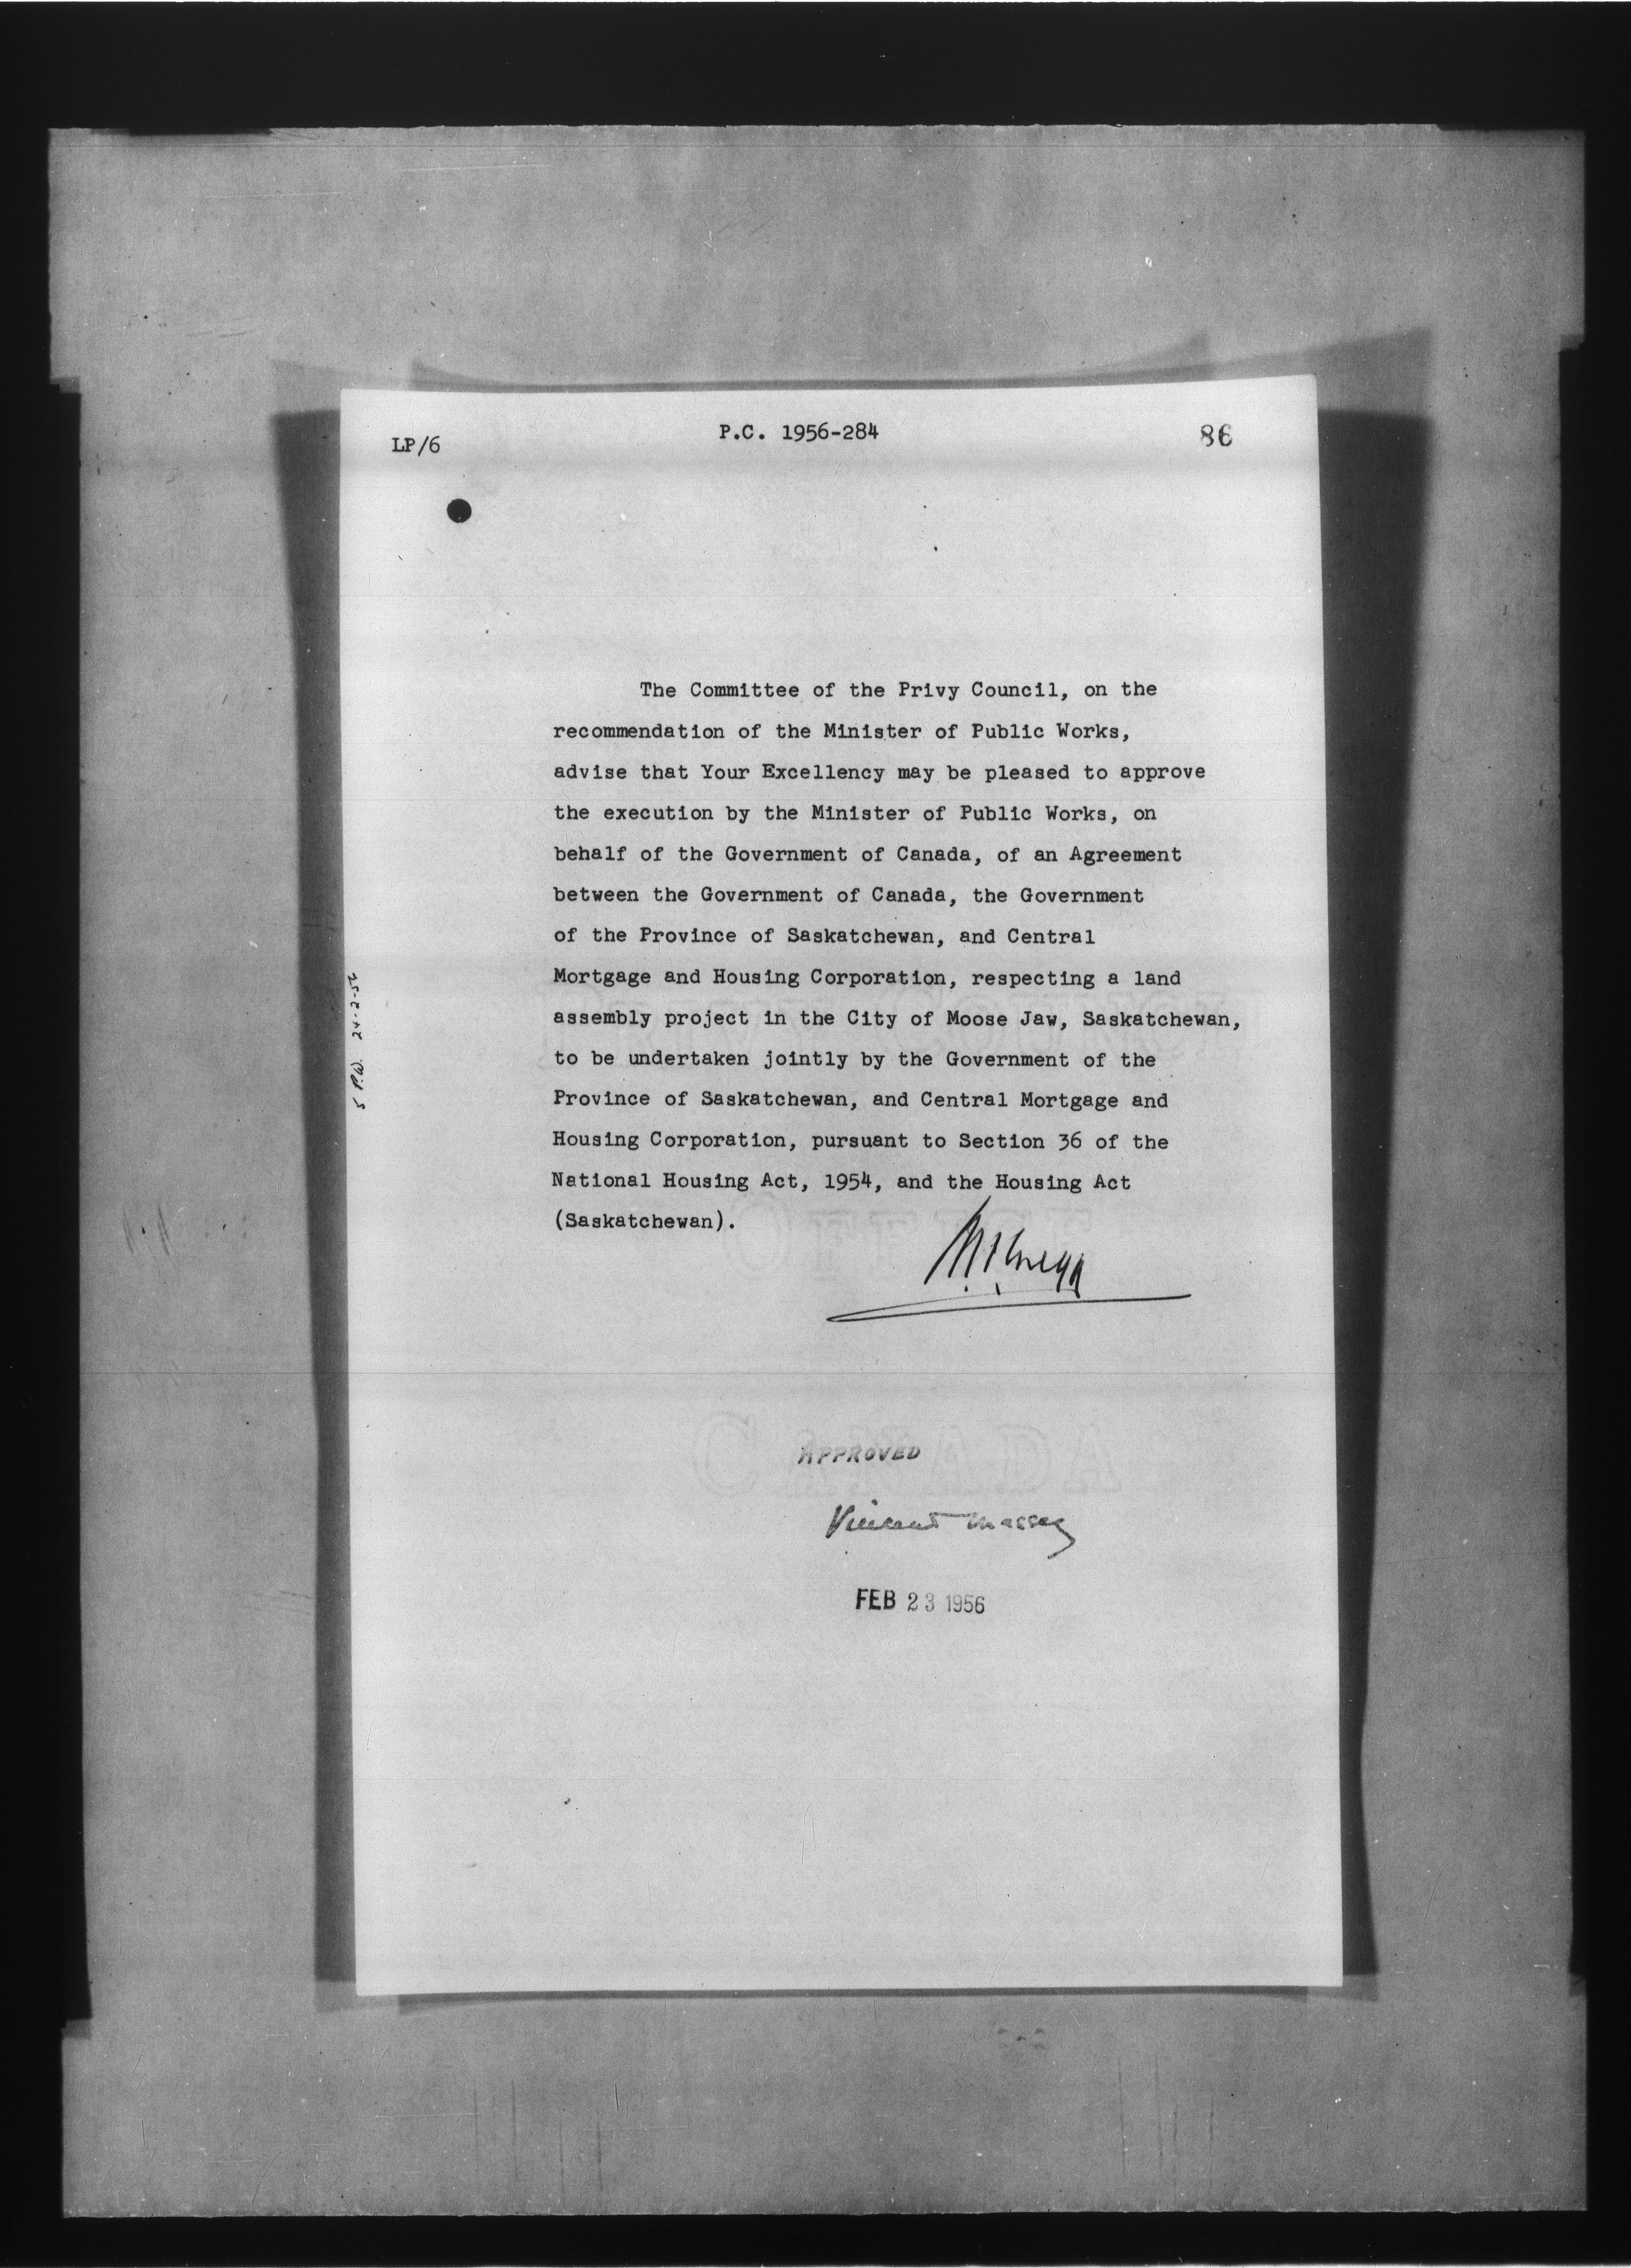 LP/6
P.C. 1956-284
86
The Committee of the Privy Council, on the
recommendation of the Minister of Public Works,
advise that Your Excellency may be pleased to approve
the execution by the Minister of Public Works, on
behalf of the Government of Canada, of an Agreement
between the Government of Canada, the Government
of the Province of Saskatchewan, and Central
Mortgage and Housing Corporation, respecting a land
assembly project in the City of Moose Jaw, Saskatchewan,
to be undertaken jointly by the Government of the
Province of Saskatchewan, and Central Mortgage and
Housing Corporation, pursuant to Section 36 of the
National Housing Act, 1954, and the Housing Act
(Saskatchewan).
5 P.W. 24-2-56
APPROVED
Vincent Massey
FEB 23 1956